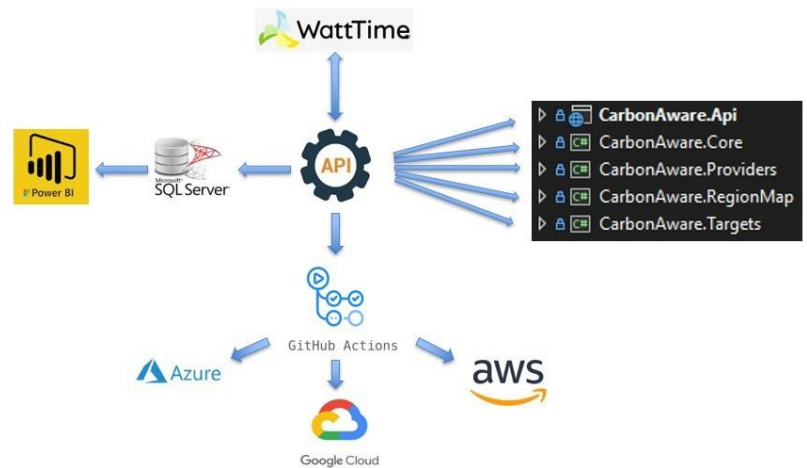 WattTime
Power BI
Microsoft®
SQL Server®
API
CarbonAware.Api
C# CarbonAware.Core
C# CarbonAware.Providers
C# CarbonAware.RegionMap
C# CarbonAware.Targets
GitHub Actions
Azure
aws
Google Cloud